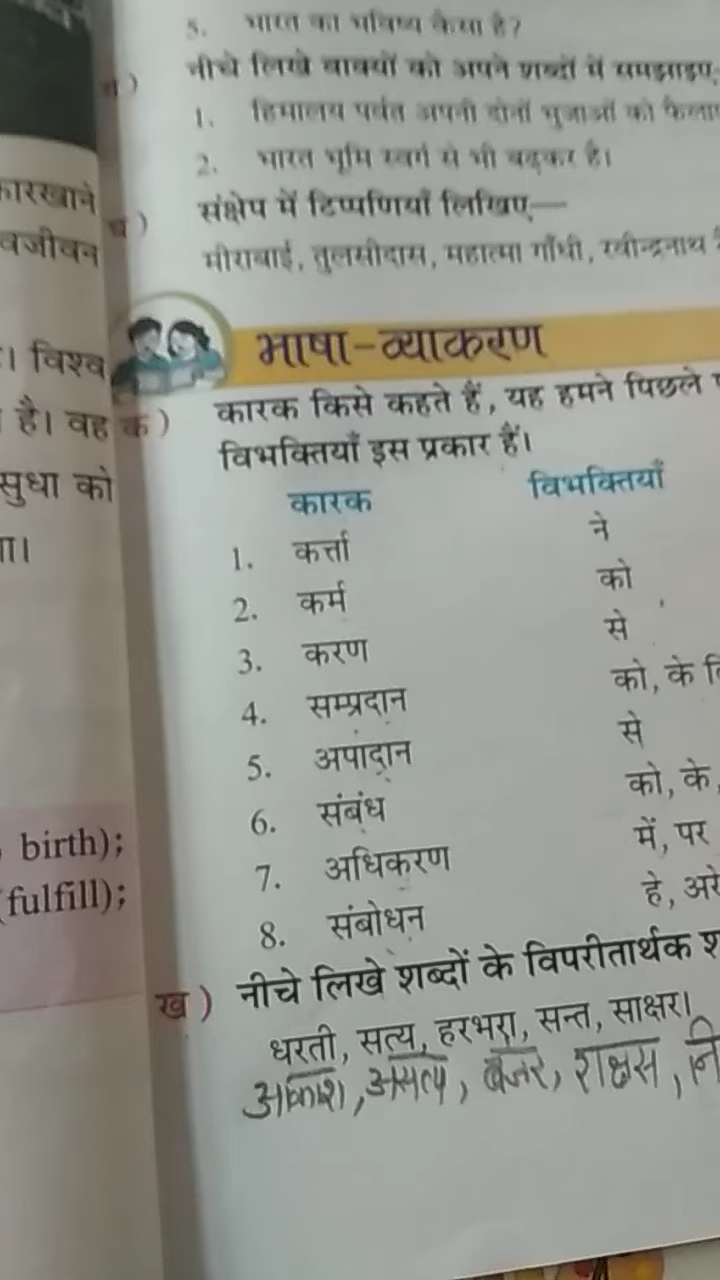 कारखाने
वजीवन
। विश्व
है। वह
सुधा को
ा।
birth);
(fulfill);
5. भारत का भविष्य कैसा है?
नीचे लिखे वाक्यों को अपने शब्दों में समझाइए
1. हिमालय पर्वत अपनी दोनों भुजाओं को
2. भारत भूमि स्वर्ग से भी बढ़कर है।
घ) संक्षेप में टिप्पणियाँ लिखिए—
मीराबाई, तुलसीदास, महात्मा गाँधी, रवीन्द्रनाथ
भाषा-व्याकरण
क) कारक किसे कहते हैं, यह हमने पिछले
विभक्तियाँ इस प्रकार हैं।
कारक विभक्तियाँ
1. कर्त्ता ने
2. कर्म को
3. करण से
4. सम्प्रदान को, के
5. अपादान से
6. संबंध को, के,
7. अधिकरण में, पर
8. संबोधन हे, अरे
ख) नीचे लिखे शब्दों के विपरीतार्थक
धरती, सत्य, हरभरा, सन्त, साक्षर।
आकाश, असत्य, बंजर, राक्षस, नि